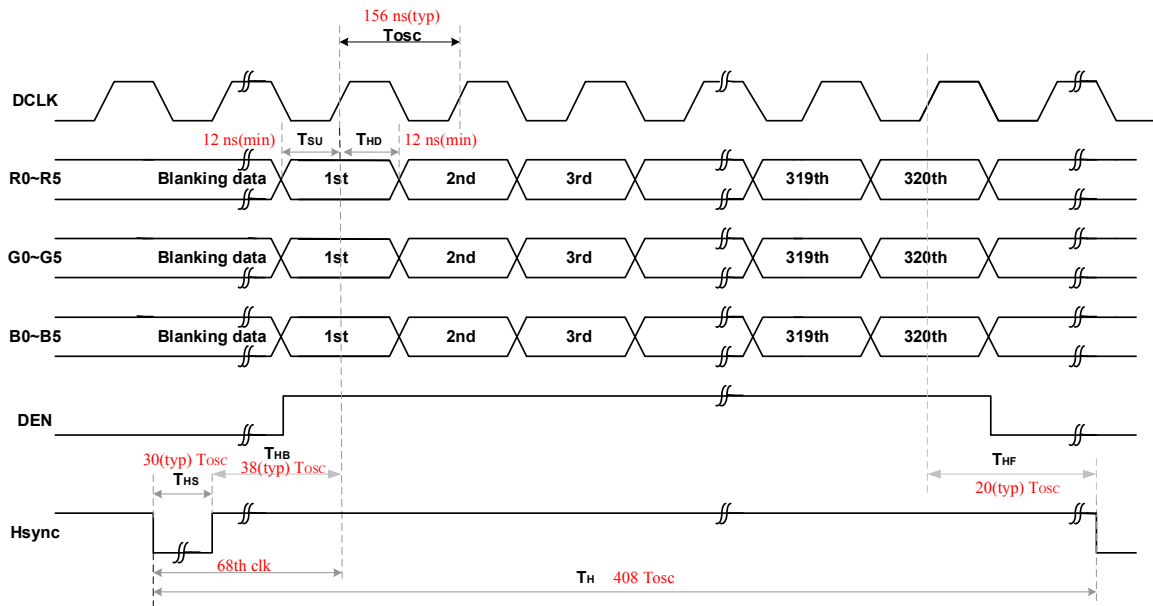 156 ns(typ)
Tosc
DCLK
12 ns(min) TSU THD 12 ns(min)
R0~R5 Blanking data 1st 2nd 3rd 319th 320th
G0~G5 Blanking data 1st 2nd 3rd 319th 320th
B0~B5 Blanking data 1st 2nd 3rd 319th 320th
DEN
30(typ) Tosc THB THF
THS 38(typ) Tosc 20(typ) Tosc
Hsync
68th clk
TH 408 Tosc